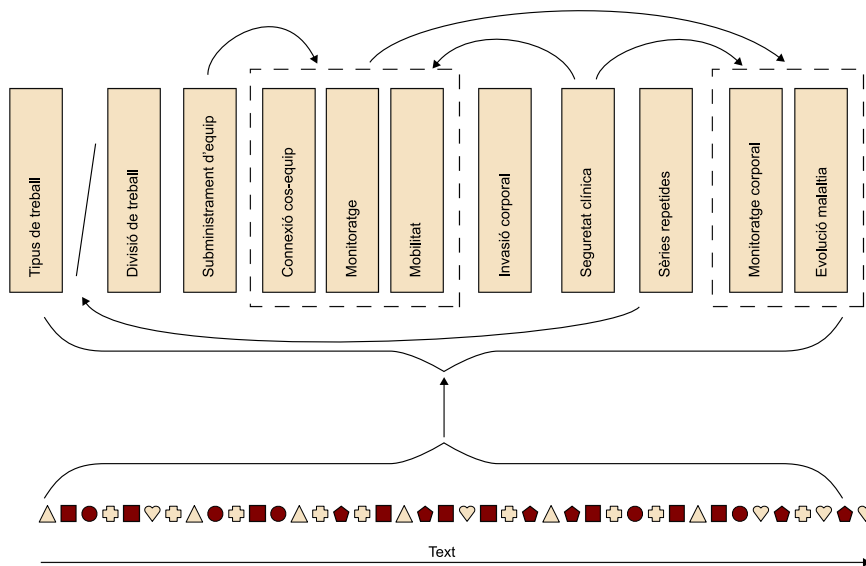 Tipus de treball
Divisió de treball
Subministrament d'equip
Connexió cos-equip
Monitoratge
Mobilitat
Invasió corporal
Seguretat clínica
Sèries repetides
Monitoratge corporal
Evolució malaltia
Text